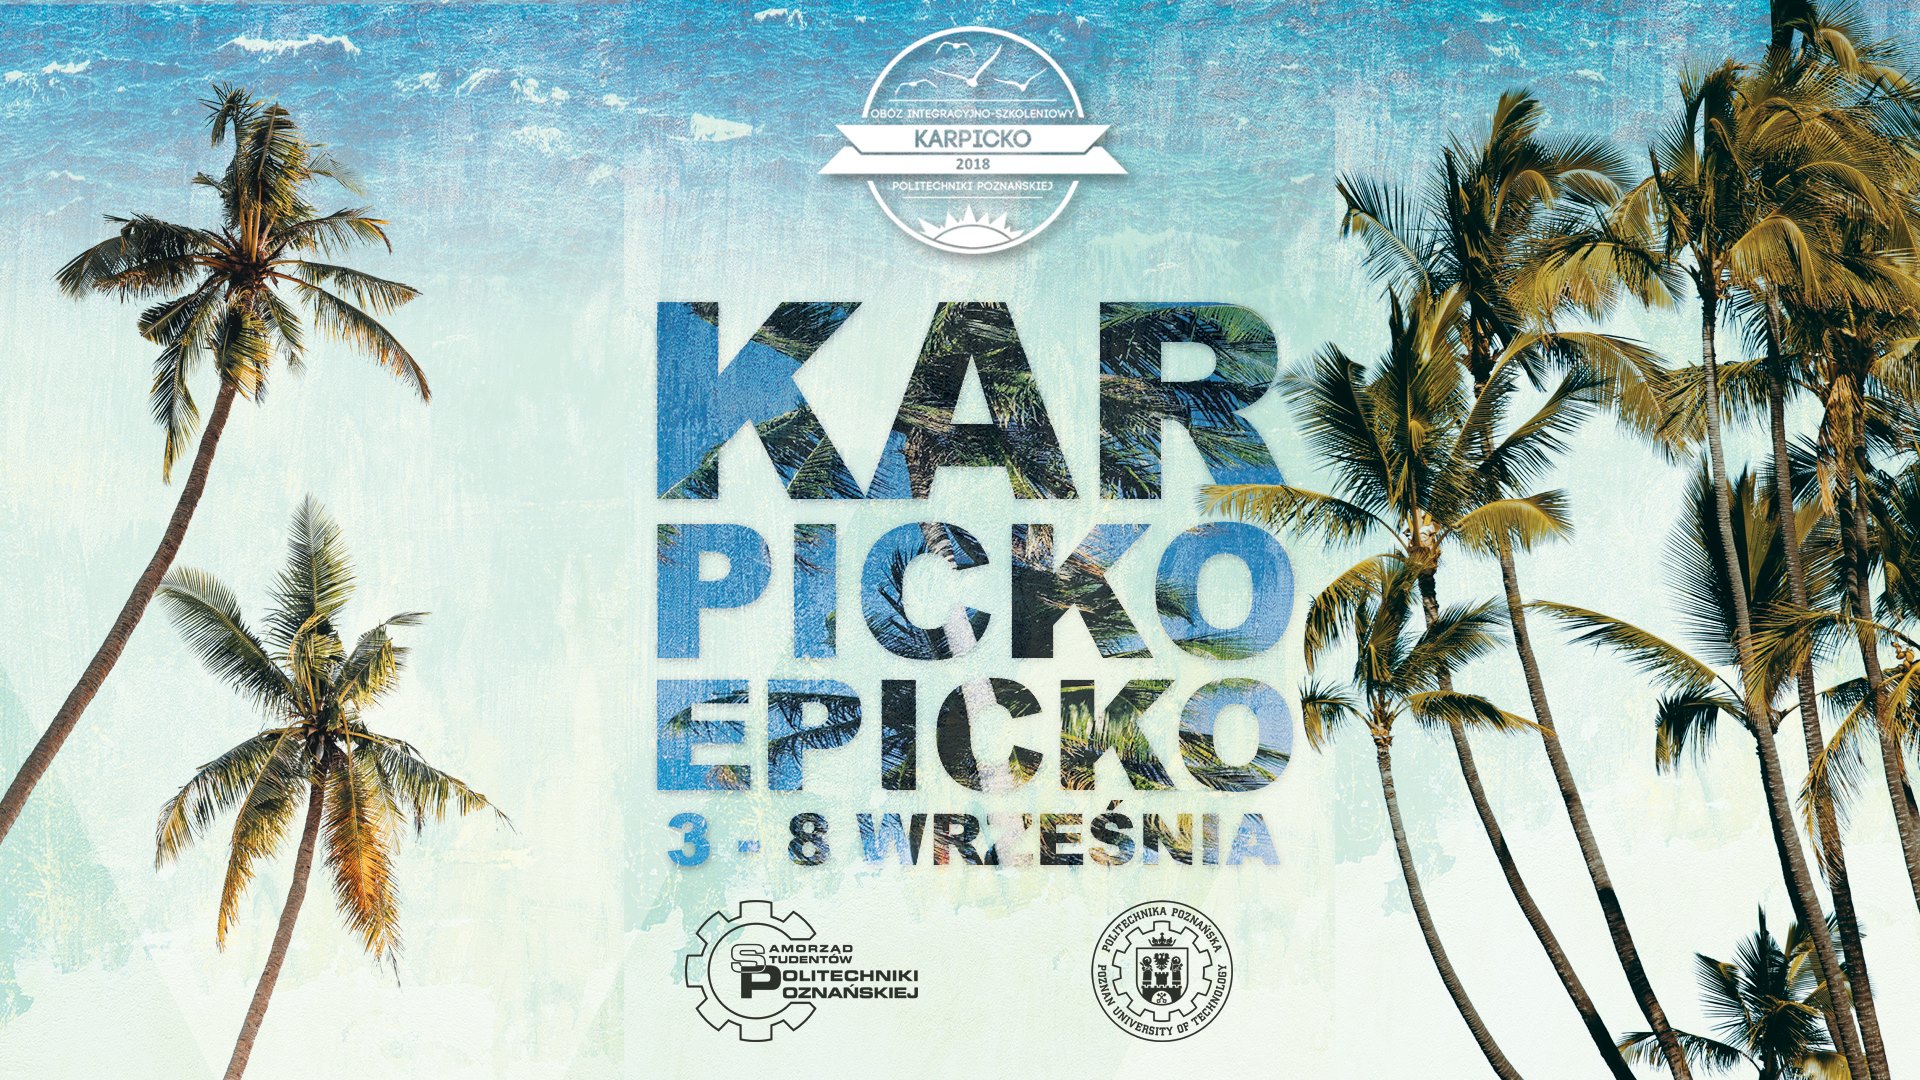 OBÓZ INTEGRACYJNO-SZKOLENIOWY
KARPICKO
2018
POLITECHNIKI POZNAŃSKIEJ
KAR
PICKO
EPICKO
3 - 8 WRZEŚNIA
SAMORZĄD
STUDENTÓW
POLITECHNIKI
POZNAŃSKIEJ
POLITECHNIKA POZNAŃSKA
POZNAN UNIVERSITY OF TECHNOLOGY